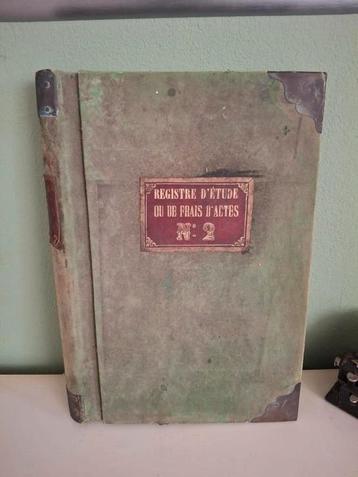 REGISTRE D'ÉTUDE
OU DE FRAIS D'ACTES
N: 2